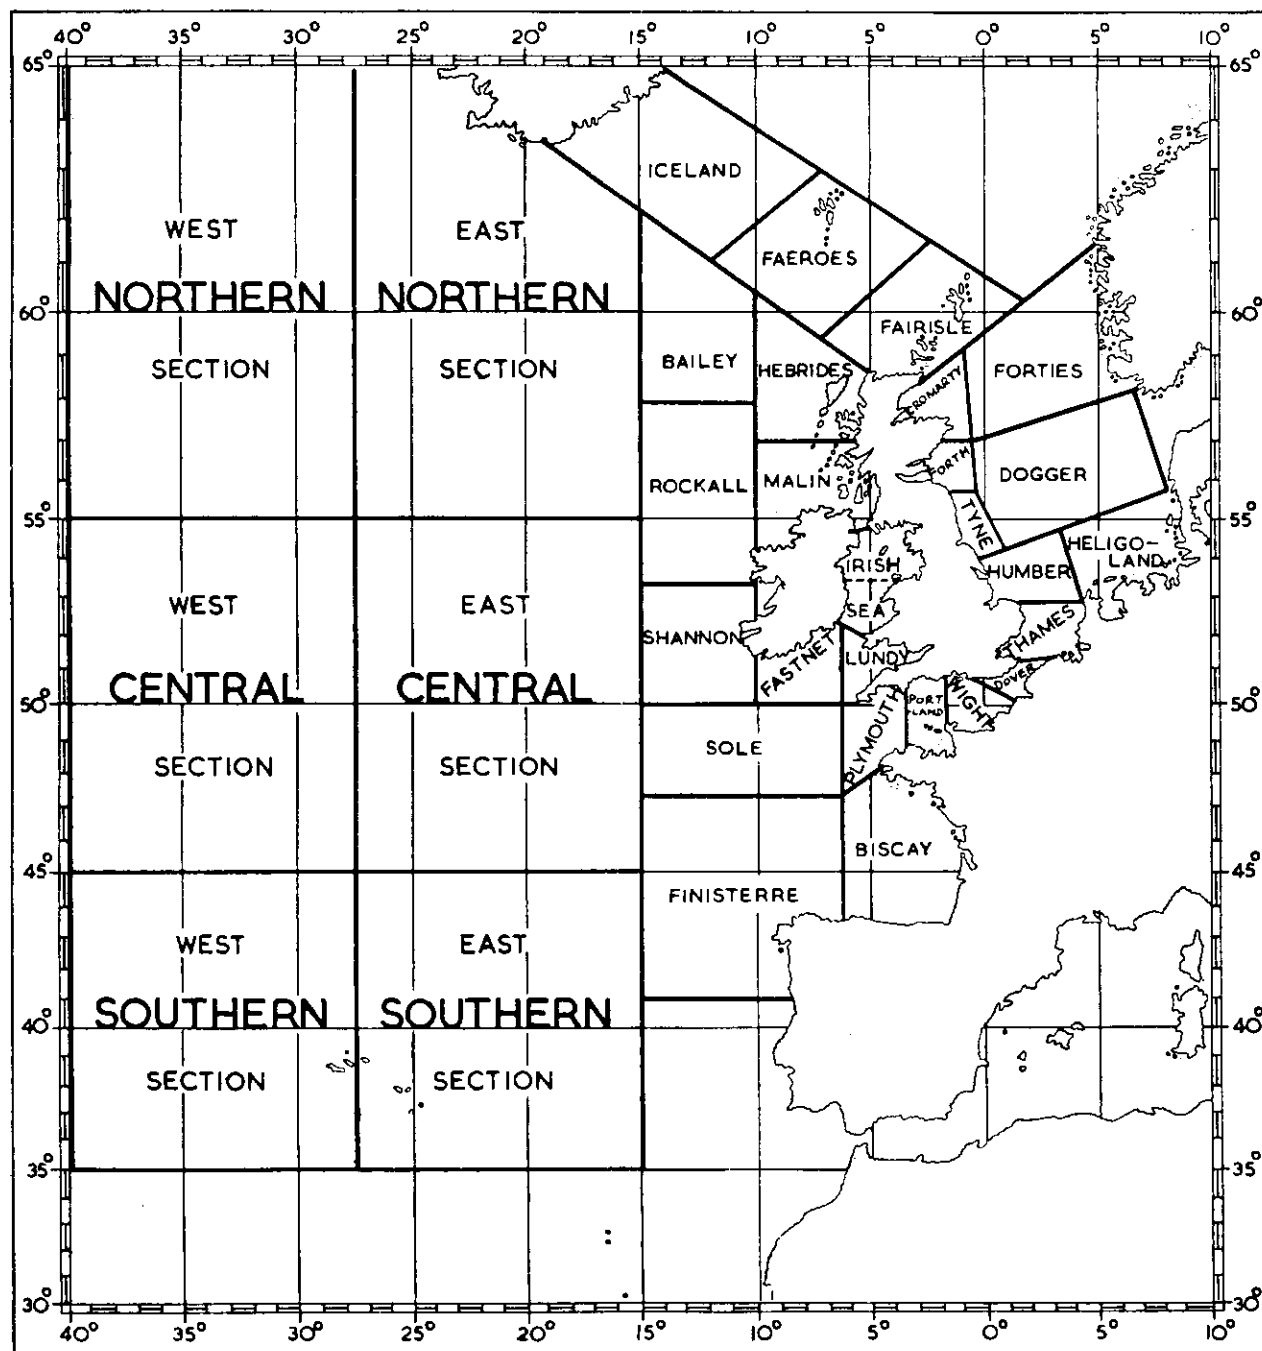 40° 35° 30° 25° 20° 15° 10° 5° 0° 5° 10°
65° 65°
ICELAND
WEST EAST
FAEROES
NORTHERN NORTHERN
60° 60°
FAIRISLE
BAILEY
SECTION SECTION
HEBRIDES
FORTIES
CROMARTY
FORTH
DOGGER
ROCKALL
MALIN
55° 55°
TYNE
HELIGO-
LAND
IRISH
HUMBER
WEST EAST
SEA
THAMES
SHANNON
FASTNET
LUNDY
DOVER
CENTRAL CENTRAL
50° 50°
PORT
-LAND
WIGHT
PLYMOUTH
SOLE
SECTION SECTION
BISCAY
45° 45°
FINISTERRE
WEST EAST
SOUTHERN SOUTHERN
40° 40°
SECTION SECTION
35° 35°
30° 30°
40° 35° 30° 25° 20° 15° 10° 5° 0° 5° 10°